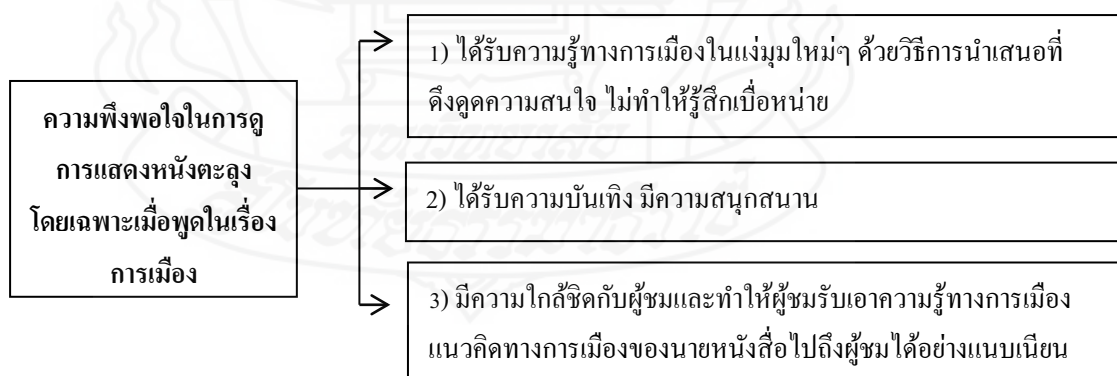 ความพึงพอใจในการดู
การแสดงหนังตะลุง
โดยเฉพาะเมื่อพูดในเรื่อง
การเมือง
1) ได้รับความรู้ทางการเมืองในแง่มุมใหม่ๆ ด้วยวิธีการนำเสนอที่
ดึงดูดความสนใจ ไม่ทำให้รู้สึกเบื่อหน่าย
2) ได้รับความบันเทิง มีความสนุกสนาน
3) มีความใกล้ชิดกับผู้ชมและทำให้ผู้ชมรับเอาความรู้ทางการเมือง
แนวคิดทางการเมืองของนายหนังสื่อไปถึงผู้ชมได้อย่างแนบเนียน